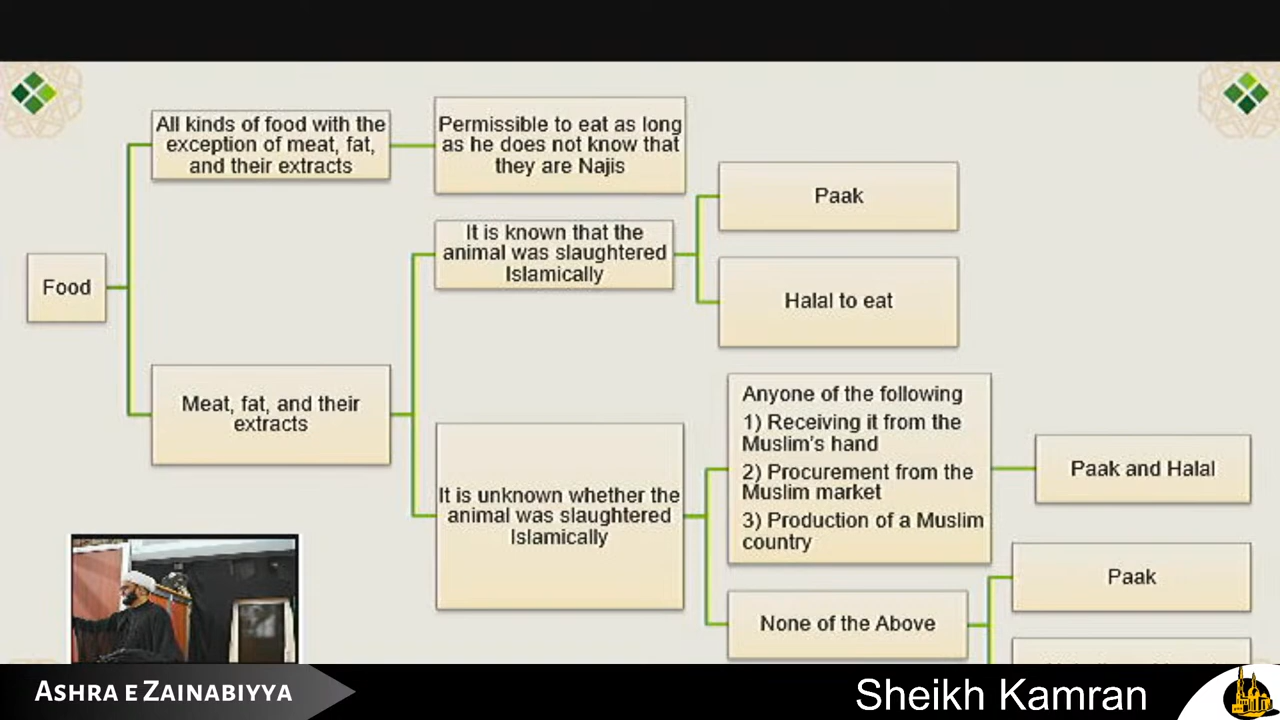 All kinds of food with the
exception of meat, fat,
and their extracts
Permissible to eat as long
as he does not know that
they are Najis
Paak
It is known that the
animal was slaughtered
Islamically
Halal to eat
Food
Meat, fat, and their
extracts
Anyone of the following
1) Receiving it from the
Muslim's hand
2) Procurement from the
Muslim market
3) Production of a Muslim
country
Paak and Halal
It is unknown whether the
animal was slaughtered
Islamically
Paak
None of the Above
ASHRA E ZAINABIYYA
Sheikh Kamran